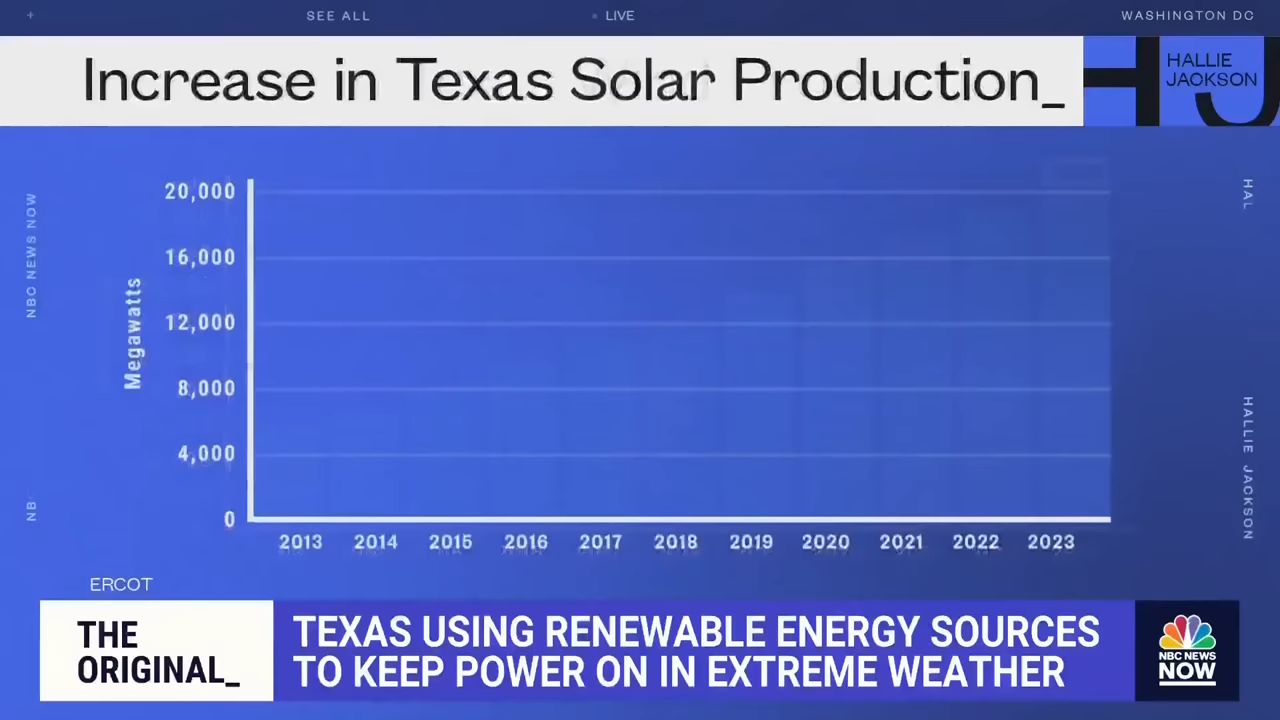 SEE ALL
LIVE
WASHINGTON DC
Increase in Texas Solar Production_
HALLIE
JACKSON
NBC NEWS NOW
NB
HAL
HALLIE JACKSON
Megawatts
20,000
16,000
12,000
8,000
4,000
0
2013 2014 2015 2016 2017 2018 2019 2020 2021 2022 2023
ERCOT
THE
ORIGINAL_
TEXAS USING RENEWABLE ENERGY SOURCES
TO KEEP POWER ON IN EXTREME WEATHER
NBC NEWS
NOW